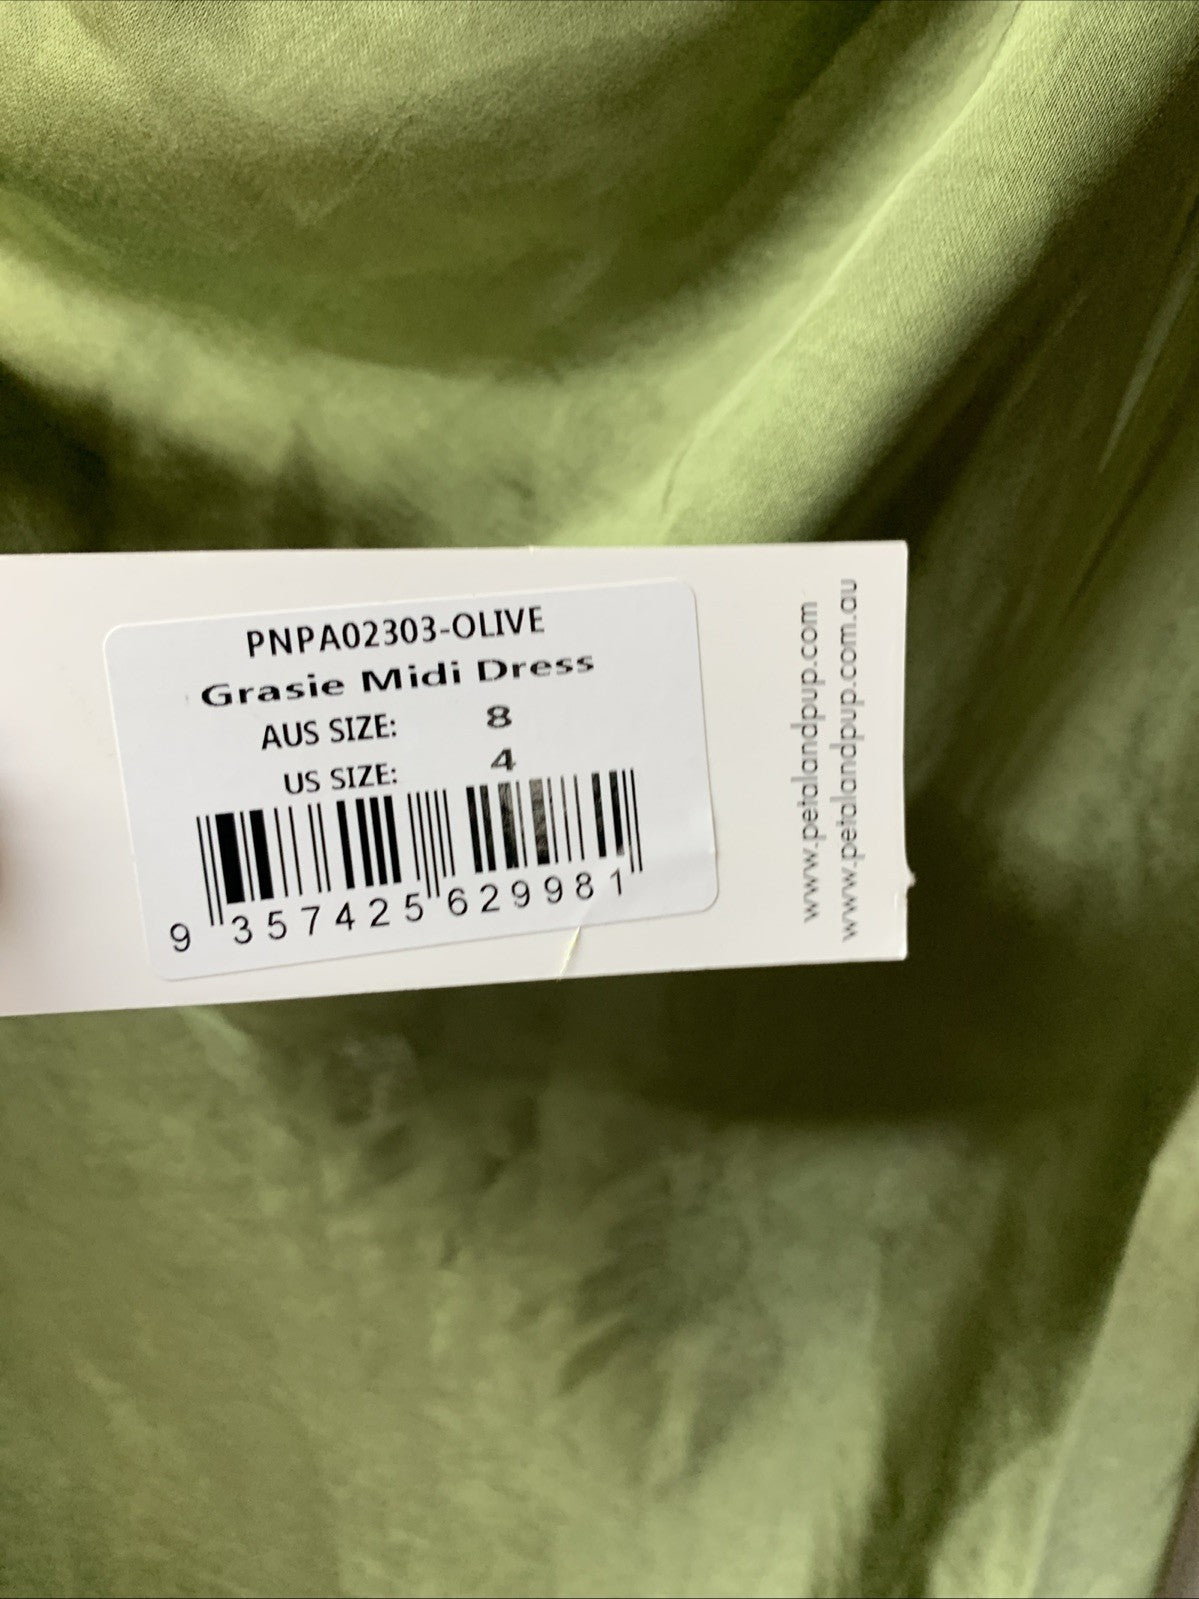 PNPA02303-OLIVE
Grasie Midi Dress
AUS SIZE: 8
US SIZE: 4
9 357425 629981
www.petalandpup.com
www.petalandpup.com.au